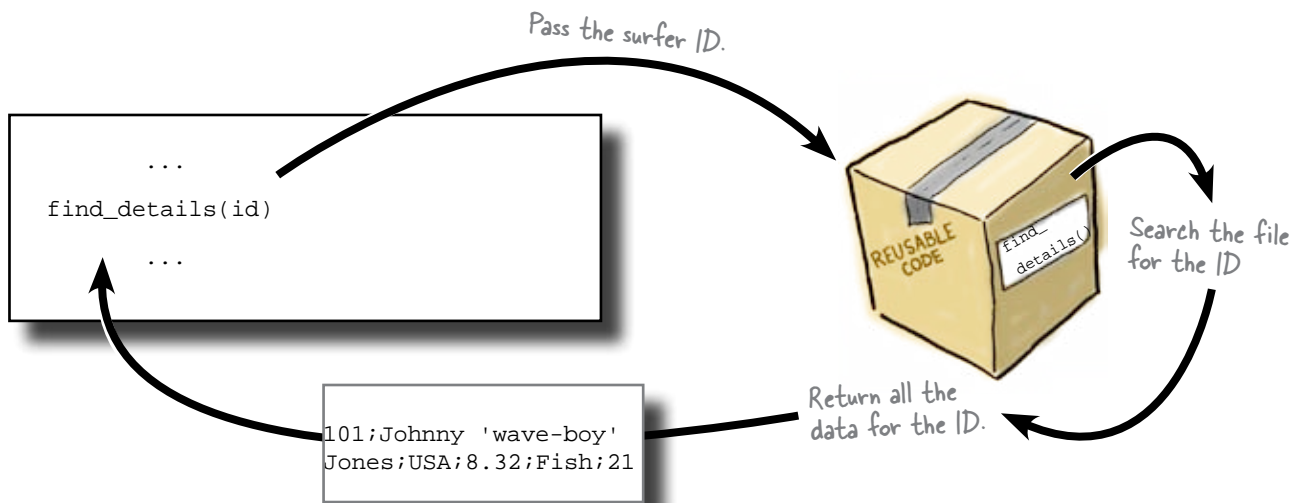 Pass the surfer ID.
...
find_details(id)
...
REUSABLE
CODE
find_
details()
Search the file
for the ID
Return all the
data for the ID.
101;Johnny 'wave-boy'
Jones;USA;8.32;Fish;21